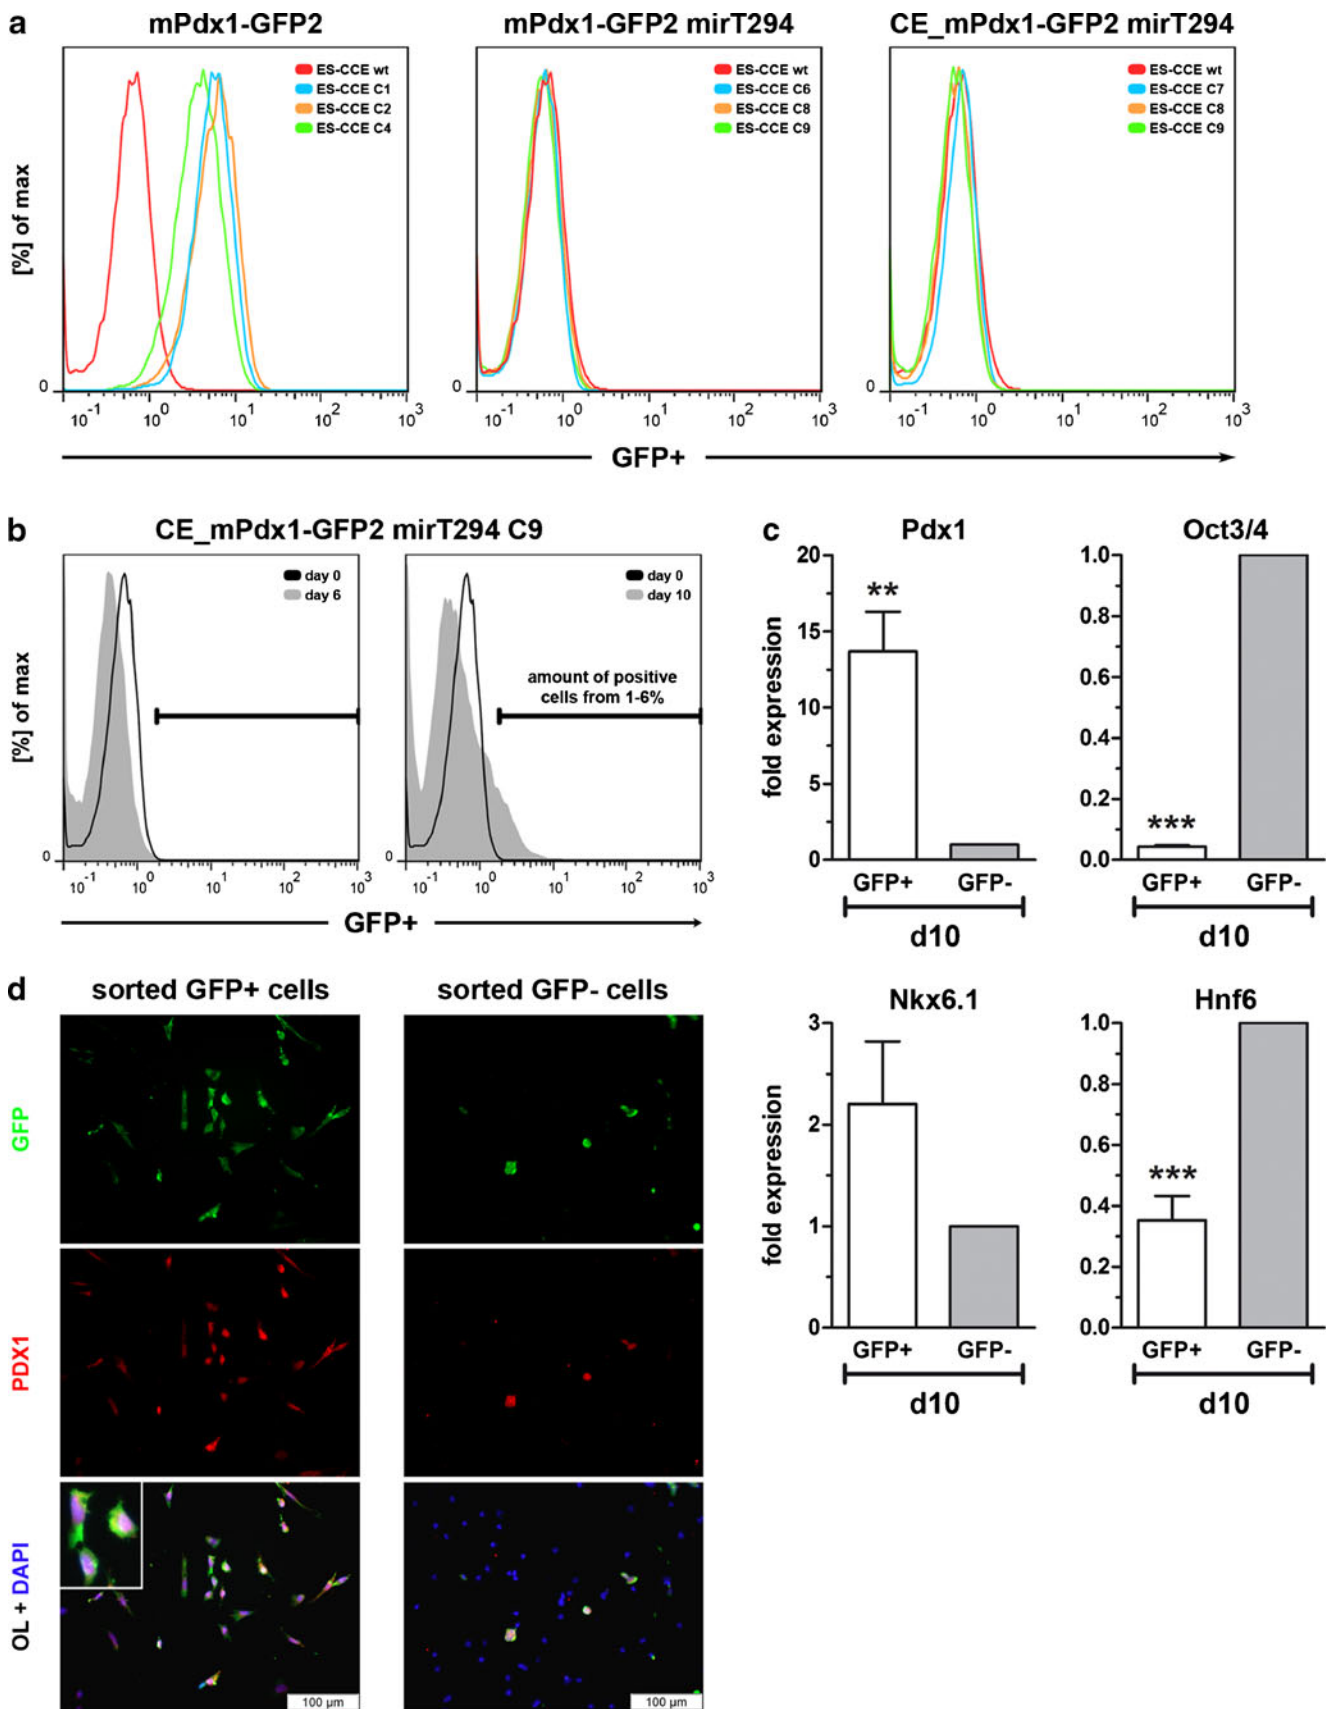 a
mPdx1-GFP2
mPdx1-GFP2 mirT294
CE_mPdx1-GFP2 mirT294
[%] of max
ES-CCE wt
ES-CCE C1
ES-CCE C2
ES-CCE C4
0
10-1 100 101 102 103
ES-CCE wt
ES-CCE C6
ES-CCE C8
ES-CCE C9
0
10-1 100 101 102 103
ES-CCE wt
ES-CCE C7
ES-CCE C8
ES-CCE C9
0
10-1 100 101 102 103
GFP+
b
CE_mPdx1-GFP2 mirT294 C9
[%] of max
day 0
day 6
0
10-1 100 101 102 103
day 0
day 10
amount of positive
cells from 1-6%
0
10-1 100 101 102 103
GFP+
c
Pdx1
fold expression
20
15
10
5
0
**
GFP+ GFP-
d10
Oct3/4
1.0
0.8
0.6
0.4
0.2
0.0
***
GFP+ GFP-
d10
Nkx6.1
fold expression
3
2
1
0
GFP+ GFP-
d10
Hnf6
1.0
0.8
0.6
0.4
0.2
0.0
***
GFP+ GFP-
d10
d
sorted GFP+ cells
sorted GFP- cells
GFP
PDX1
OL + DAPI
100 µm
100 µm